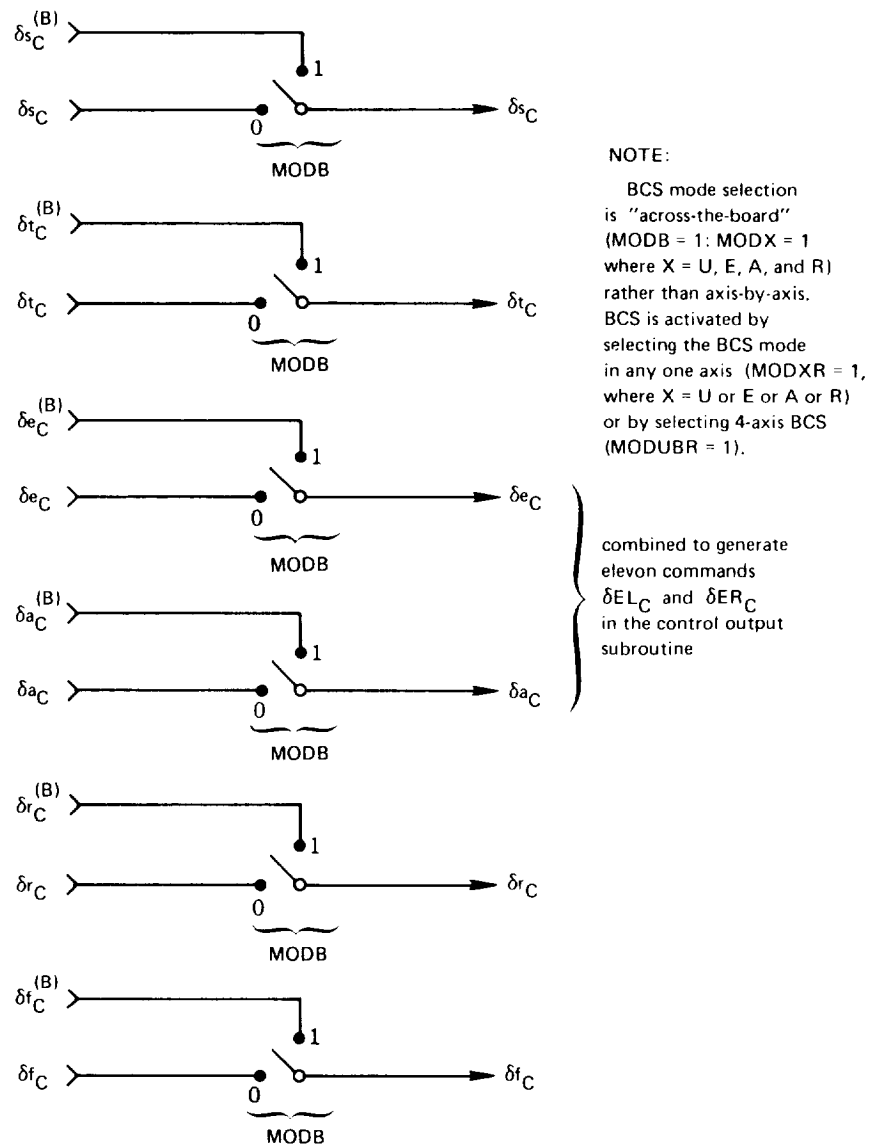 δs_C^(B)
1
δs_C
0
δs_C
MODB
δt_C^(B)
1
δt_C
0
δt_C
MODB
δe_C^(B)
1
δe_C
0
δe_C
MODB
δa_C^(B)
1
δa_C
0
δa_C
MODB
δr_C^(B)
1
δr_C
0
δr_C
MODB
δf_C^(B)
1
δf_C
0
δf_C
MODB
NOTE:
BCS mode selection
is "across-the-board"
(MODB = 1: MODX = 1
where X = U, E, A, and R)
rather than axis-by-axis.
BCS is activated by
selecting the BCS mode
in any one axis (MODXR = 1,
where X = U or E or A or R)
or by selecting 4-axis BCS
(MODUBR = 1).
combined to generate
elevon commands
δEL_C and δER_C
in the control output
subroutine